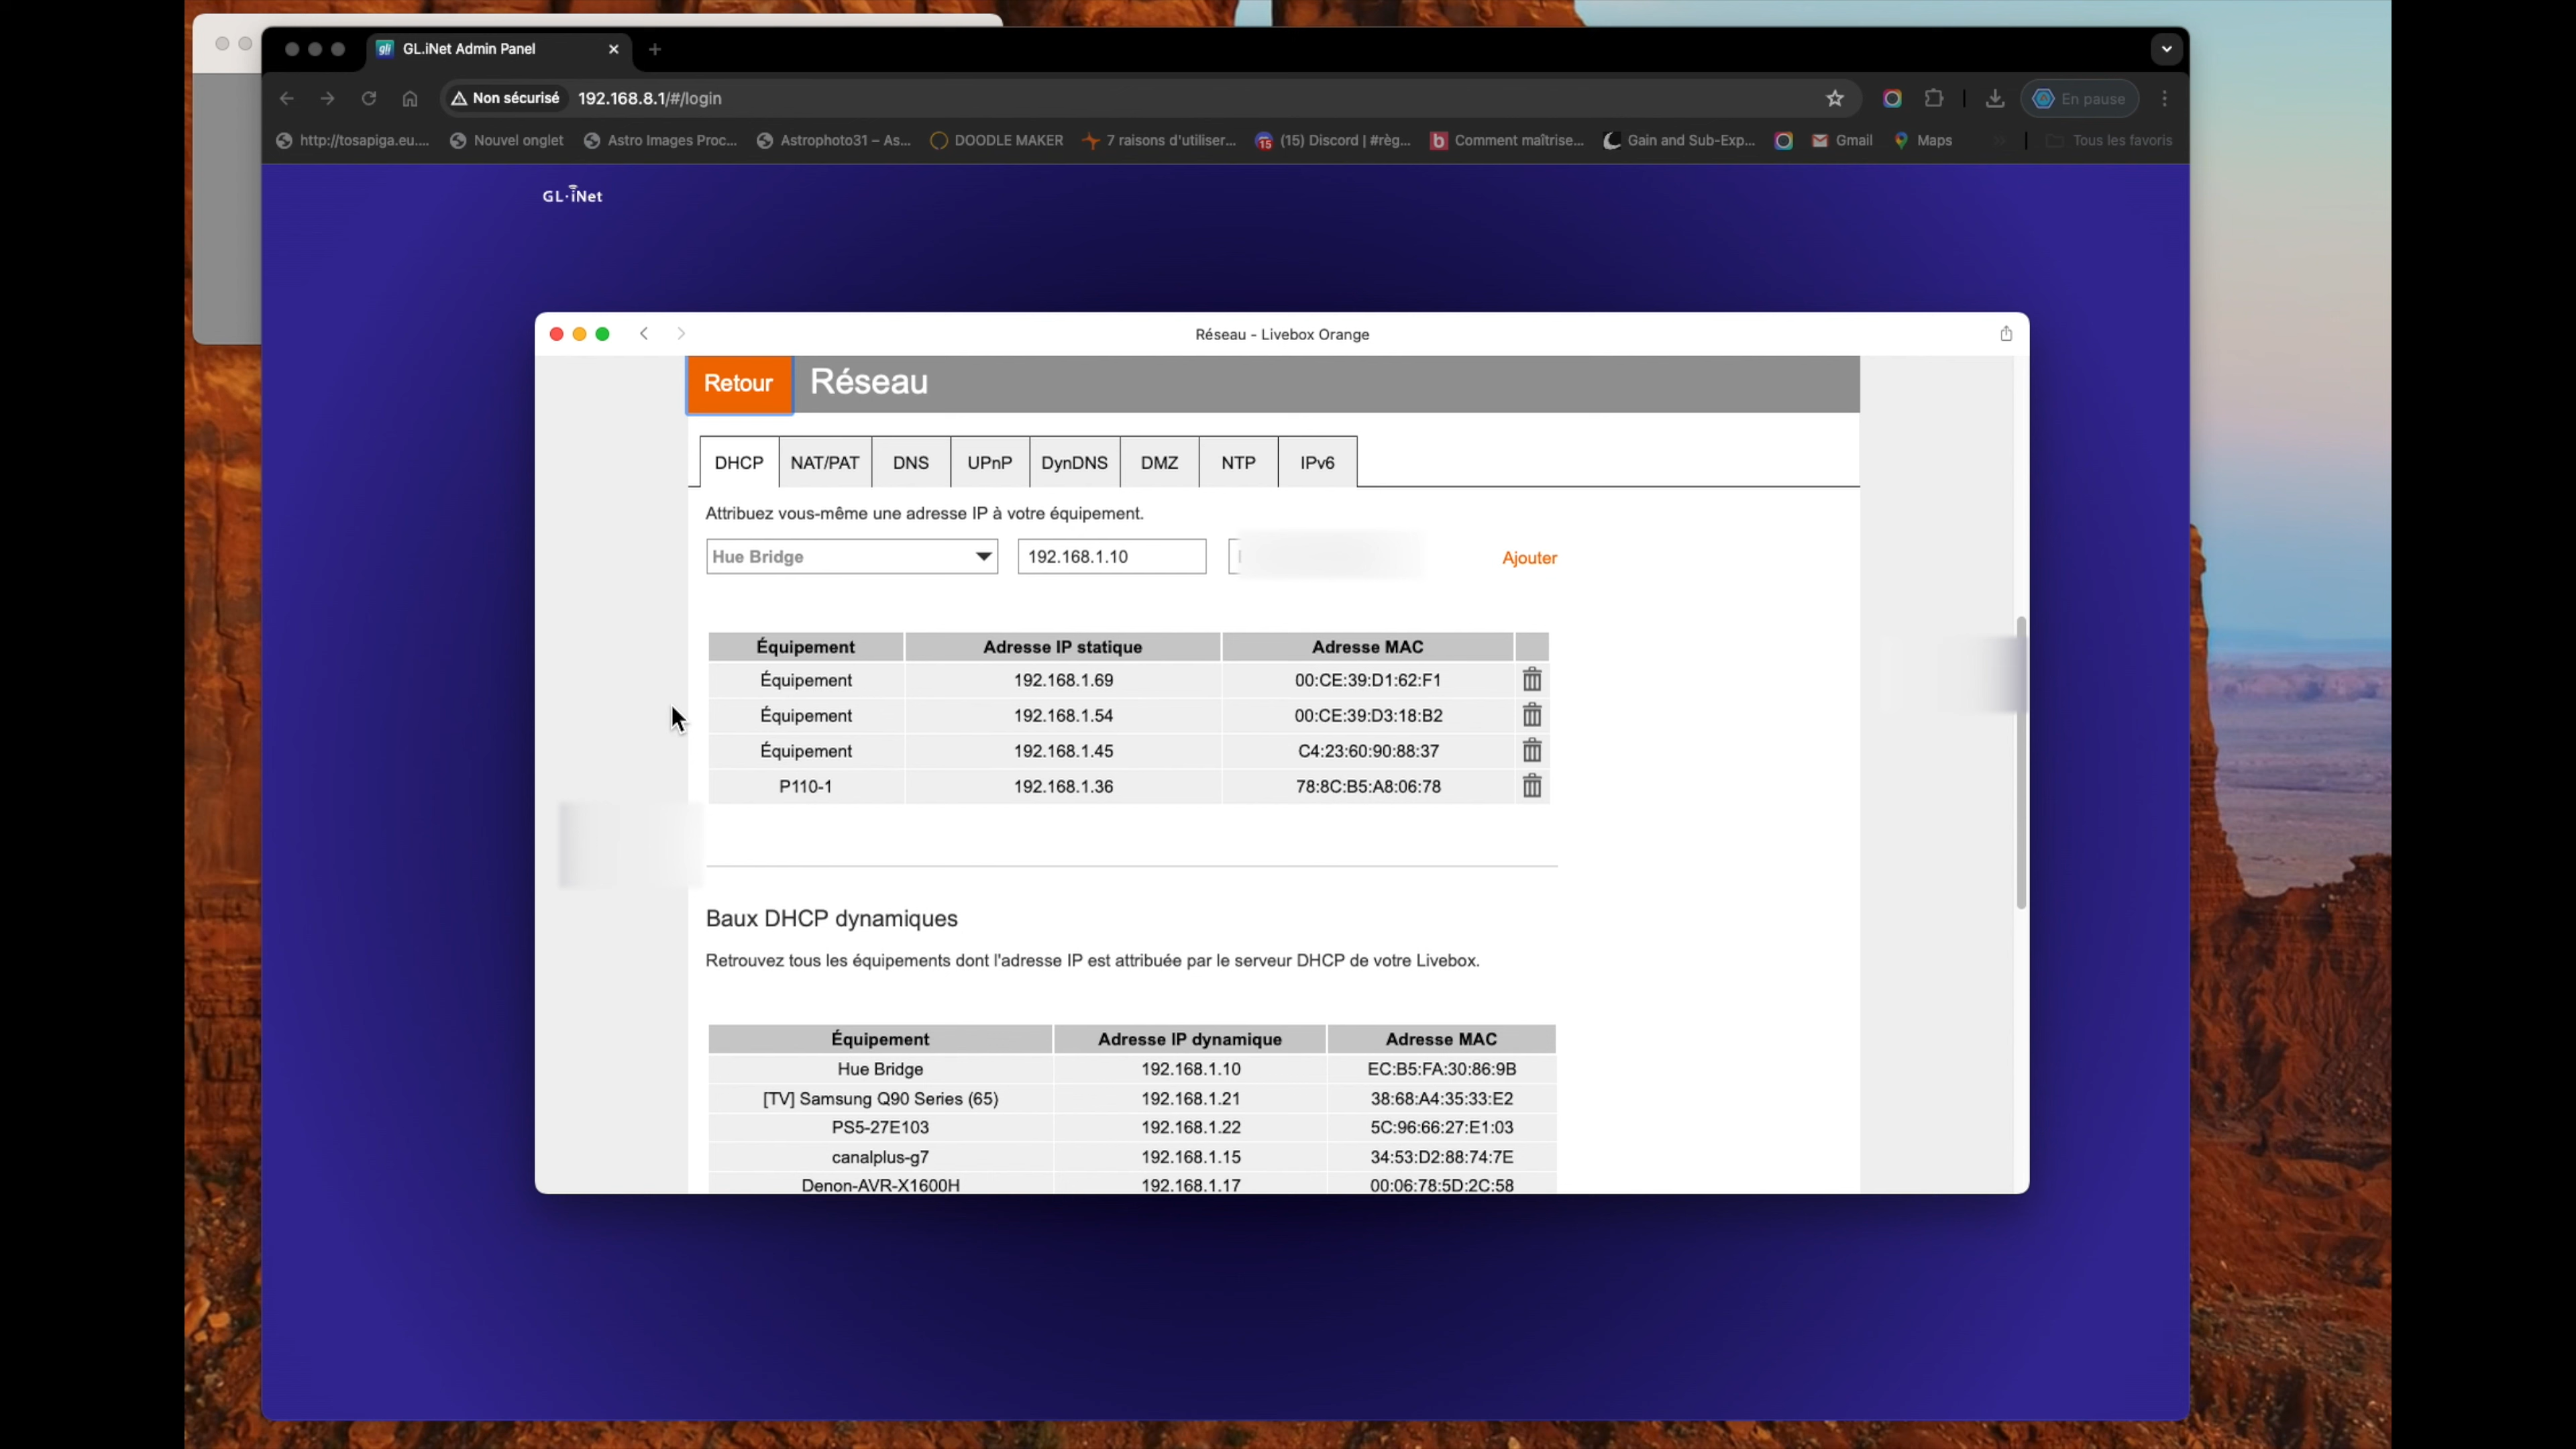 GL.iNet Admin Panel
Non sécurisé 192.168.8.1/#/login En pause
http://tosapiga.eu.... Nouvel onglet Astro Images Proc... Astrophoto31 – As... DOODLE MAKER 7 raisons d'utiliser... (15) Discord | #règ... Comment maîtrise... Gain and Sub-Exp... Gmail Maps » Tous les favoris
GL·iNet
Réseau - Livebox Orange
Retour Réseau
DHCP NAT/PAT DNS UPnP DynDNS DMZ NTP IPv6
Attribuez vous-même une adresse IP à votre équipement.
Hue Bridge 192.168.1.10 Ajouter
Équipement Adresse IP statique Adresse MAC
Équipement 192.168.1.69 00:CE:39:D1:62:F1
Équipement 192.168.1.54 00:CE:39:D3:18:B2
Équipement 192.168.1.45 C4:23:60:90:88:37
P110-1 192.168.1.36 78:8C:B5:A8:06:78
Baux DHCP dynamiques
Retrouvez tous les équipements dont l'adresse IP est attribuée par le serveur DHCP de votre Livebox.
Équipement Adresse IP dynamique Adresse MAC
Hue Bridge 192.168.1.10 EC:B5:FA:30:86:9B
[TV] Samsung Q90 Series (65) 192.168.1.21 38:68:A4:35:33:E2
PS5-27E103 192.168.1.22 5C:96:66:27:E1:03
canalplus-g7 192.168.1.15 34:53:D2:88:74:7E
Denon-AVR-X1600H 192.168.1.17 00:06:78:5D:2C:58